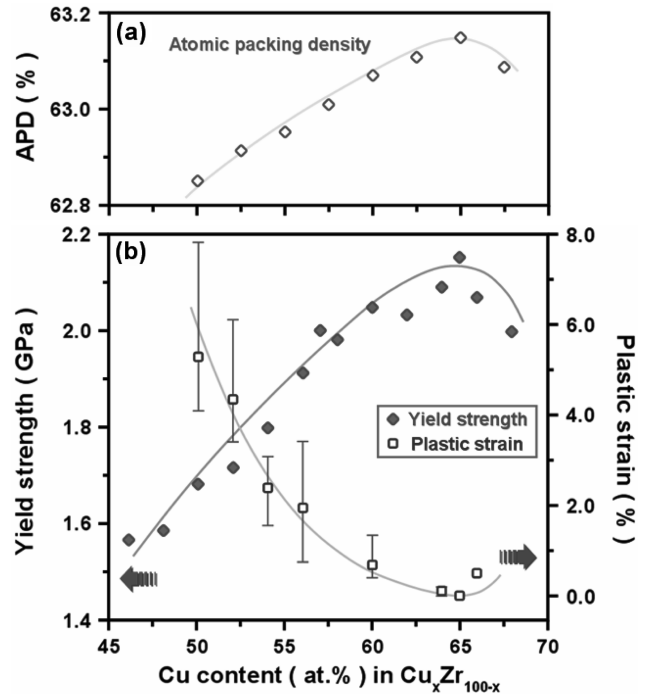 (a)
Atomic packing density
APD ( % )
63.2
63.0
62.8
(b)
Yield strength ( GPa )
2.2
2.0
1.8
1.6
1.4
Yield strength
Plastic strain
Plastic strain ( % )
8.0
6.0
4.0
2.0
0.0
45 50 55 60 65 70
Cu content ( at.% ) in CuₓZr₁₀₀₋ₓ